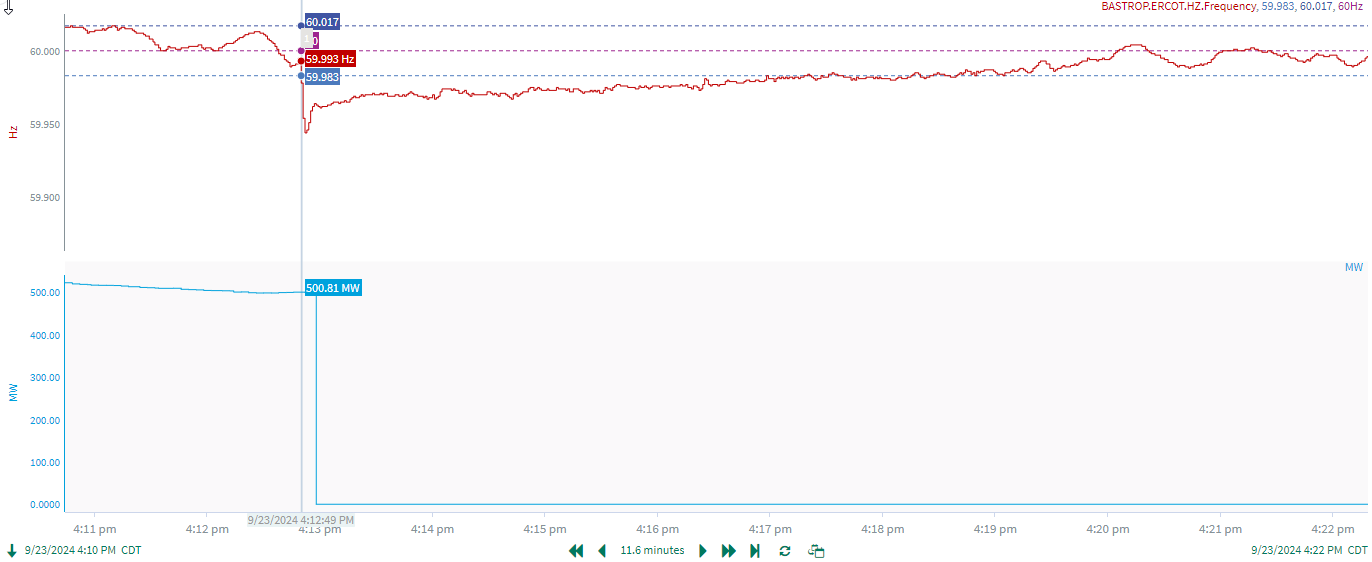 BASTROP.ERCOT.HZ.Frequency, 59.983, 60.017, 60Hz
60.017
60.000
0
59.993 Hz
59.983
59.950
Hz
59.900
MW
500.81 MW
500.00
400.00
300.00
MW
200.00
100.00
0.0000
9/23/2024 4:12:49 PM
4:11 pm 4:12 pm 4:13 pm 4:14 pm 4:15 pm 4:16 pm 4:17 pm 4:18 pm 4:19 pm 4:20 pm 4:21 pm 4:22 pm
9/23/2024 4:10 PM CDT 11.6 minutes 9/23/2024 4:22 PM CDT